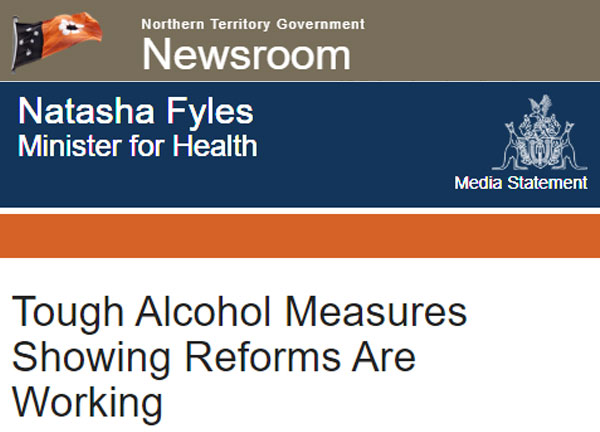 Northern Territory Government
Newsroom
Natasha Fyles
Minister for Health
Media Statement
Tough Alcohol Measures
Showing Reforms Are
Working